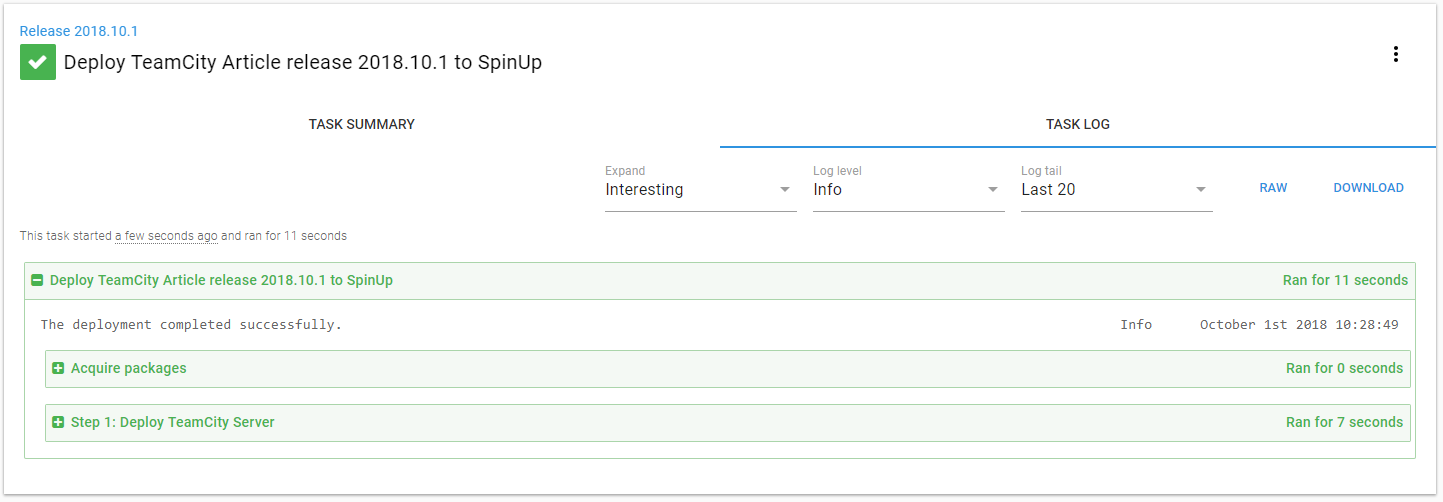 Release 2018.10.1
Deploy TeamCity Article release 2018.10.1 to SpinUp
TASK SUMMARY TASK LOG
Expand Log level Log tail
Interesting Info Last 20 RAW DOWNLOAD
This task started a few seconds ago and ran for 11 seconds
Deploy TeamCity Article release 2018.10.1 to SpinUp Ran for 11 seconds
The deployment completed successfully. Info October 1st 2018 10:28:49
Acquire packages Ran for 0 seconds
Step 1: Deploy TeamCity Server Ran for 7 seconds